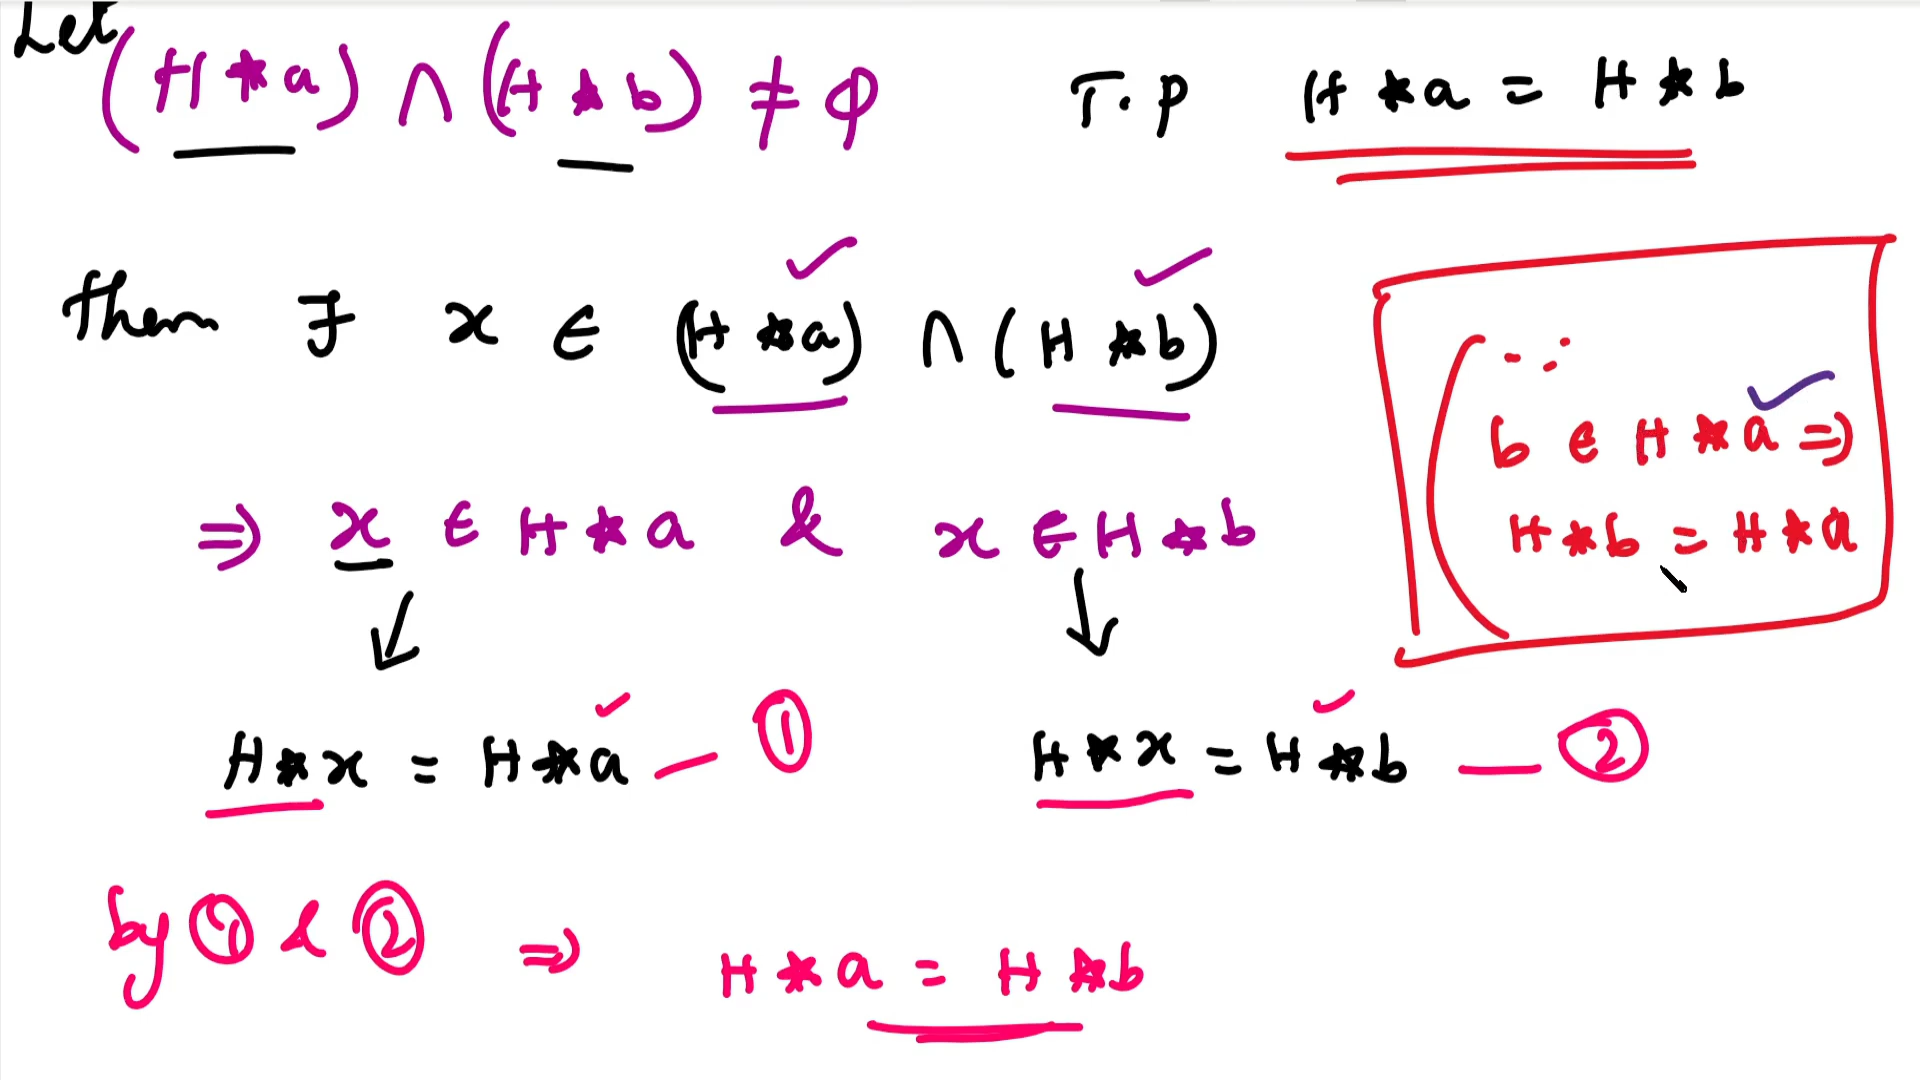 Let (H * a) ∩ (H * b) ≠ φ T.P H * a = H * b
then ∃ x ∈ (H * a) ∩ (H * b)
⇒ x ∈ H * a & x ∈ H * b
(∵
b ∈ H * a ⇒
H * b = H * a
H * x = H * a — ①
H * x = H * b — ②
by ① & ② ⇒ H * a = H * b